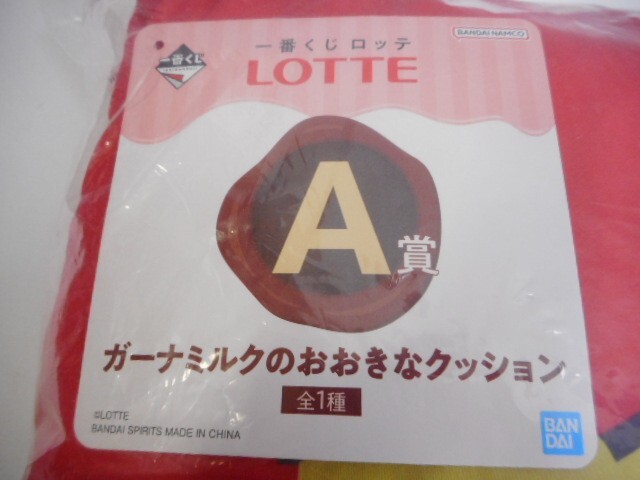 一番くじ
BANDAI NAMCO
一番くじ ロッテ
LOTTE
A賞
ガーナミルクのおおきなクッション
全1種
©LOTTE
BANDAI SPIRITS MADE IN CHINA
BAN
DAI